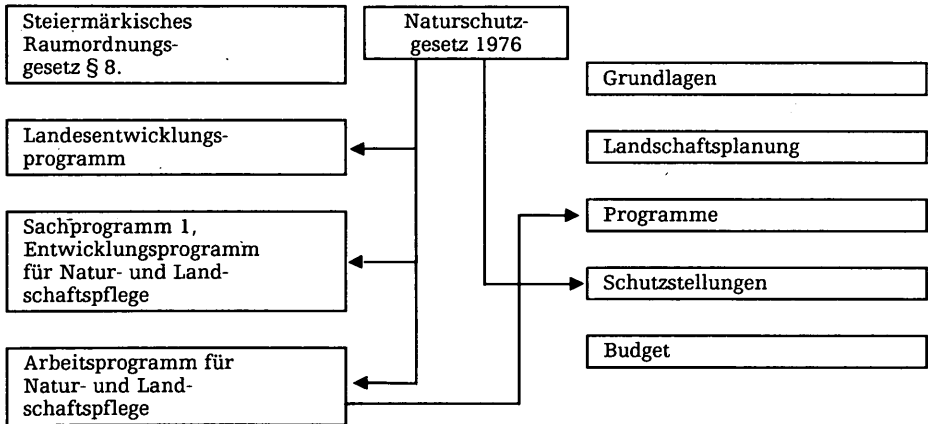 Steiermärkisches
Raumordnungs-
gesetz § 8.
Naturschutz-
gesetz 1976
Grundlagen
Landesentwicklungs-
programm
Landschaftsplanung
Sachprogramm 1,
Entwicklungsprogramm
für Natur- und Land-
schaftspflege
Programme
Schutzstellungen
Arbeitsprogramm für
Natur- und Land-
schaftspflege
Budget